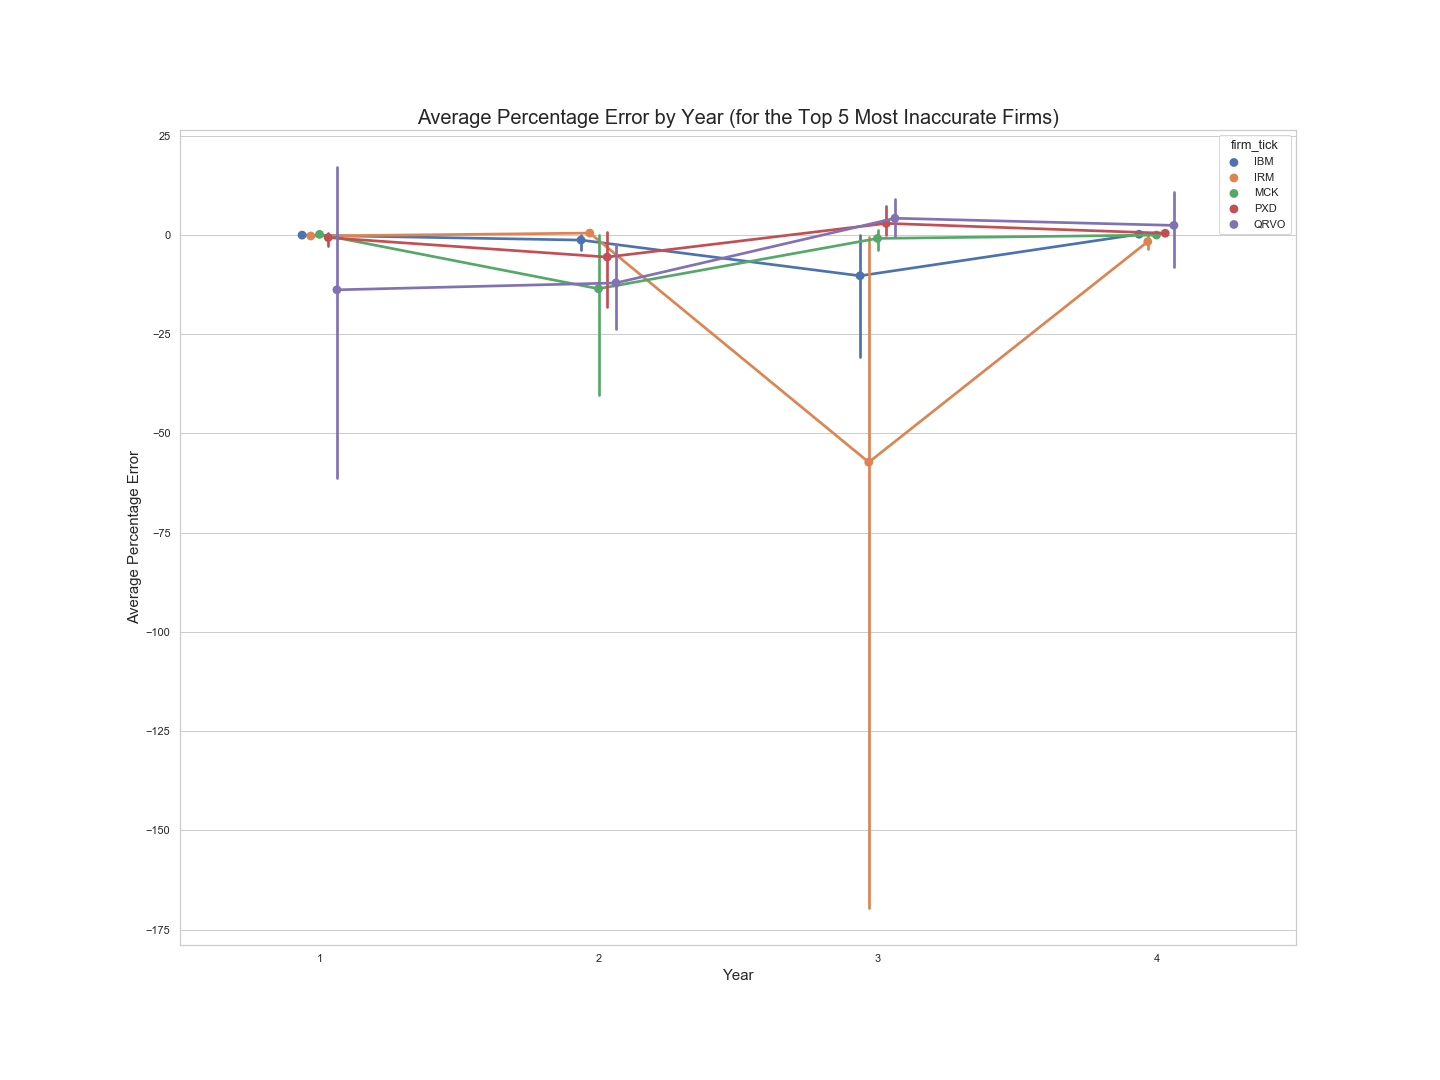 Average Percentage Error by Year (for the Top 5 Most Inaccurate Firms)
firm_tick
IBM
IRM
MCK
PXD
QRVO
25
0
−25
−50
−75
−100
−125
−150
−175
Average Percentage Error
1 2 3 4
Year